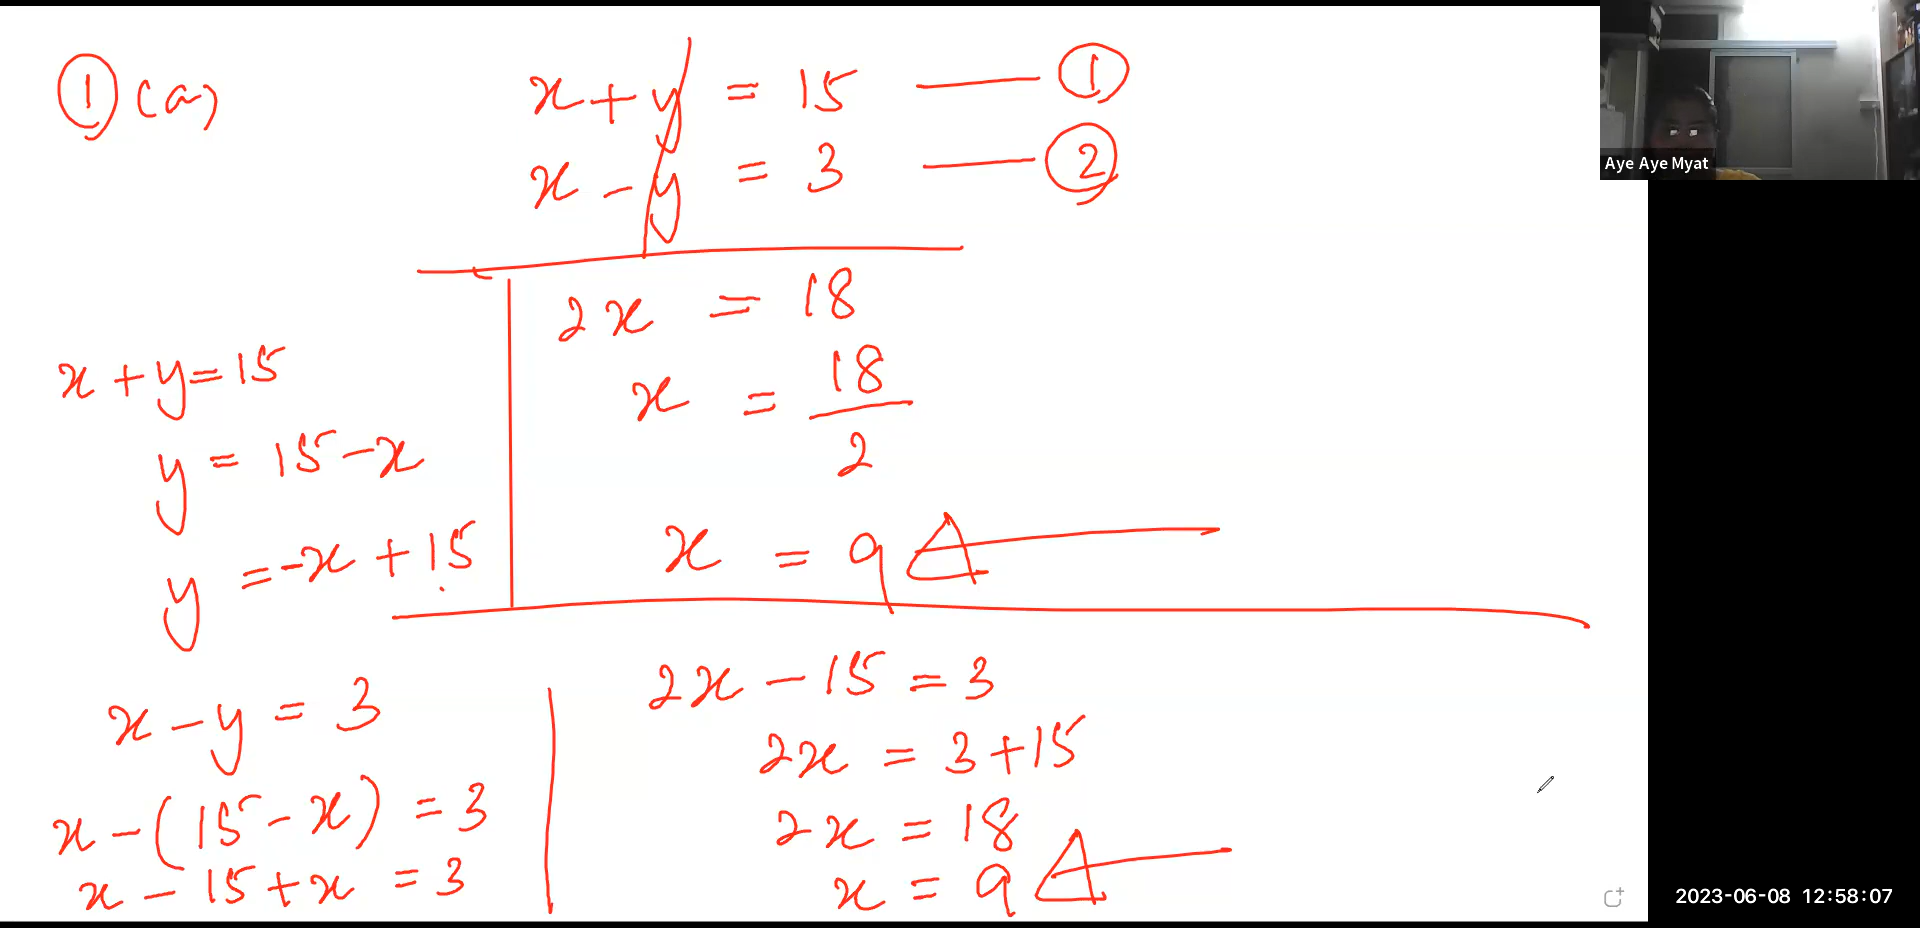 ① (a)
x + y = 15 —— ①
x - y = 3 —— ②
2x = 18
x = 18/2
x = 9
x + y = 15
y = 15 - x
y = -x + 15
x - y = 3
x - (15 - x) = 3
x - 15 + x = 3
2x - 15 = 3
2x = 3 + 15
2x = 18
x = 9
Aye Aye Myat
2023-06-08 12:58:07